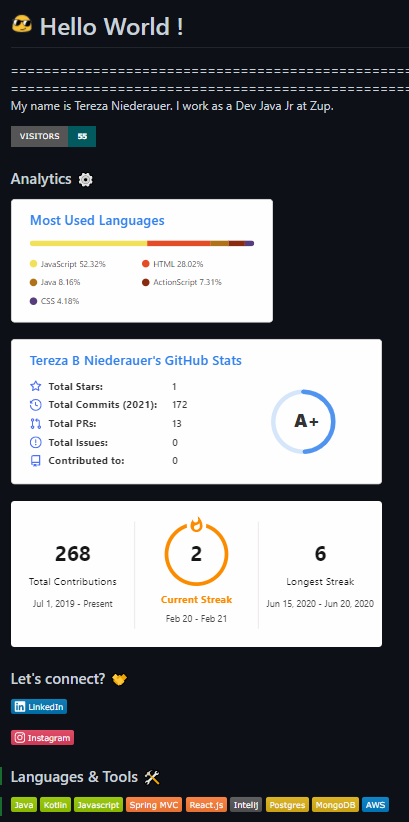 Hello World !
==================================================
==================================================
My name is Tereza Niederauer. I work as a Dev Java Jr at Zup.
VISITORS 55
Analytics
Most Used Languages
JavaScript 52.32% HTML 28.02%
Java 8.16% ActionScript 7.31%
CSS 4.18%
Tereza B Niederauer's GitHub Stats
Total Stars: 1
Total Commits (2021): 172
Total PRs: 13
Total Issues: 0
Contributed to: 0
A+
268 2 6
Total Contributions Current Streak Longest Streak
Jul 1, 2019 - Present Feb 20 - Feb 21 Jun 15, 2020 - Jun 20, 2020
Let's connect?
LinkedIn
Instagram
Languages & Tools
Java Kotlin Javascript Spring MVC React.js Intellij Postgres MongoDB AWS